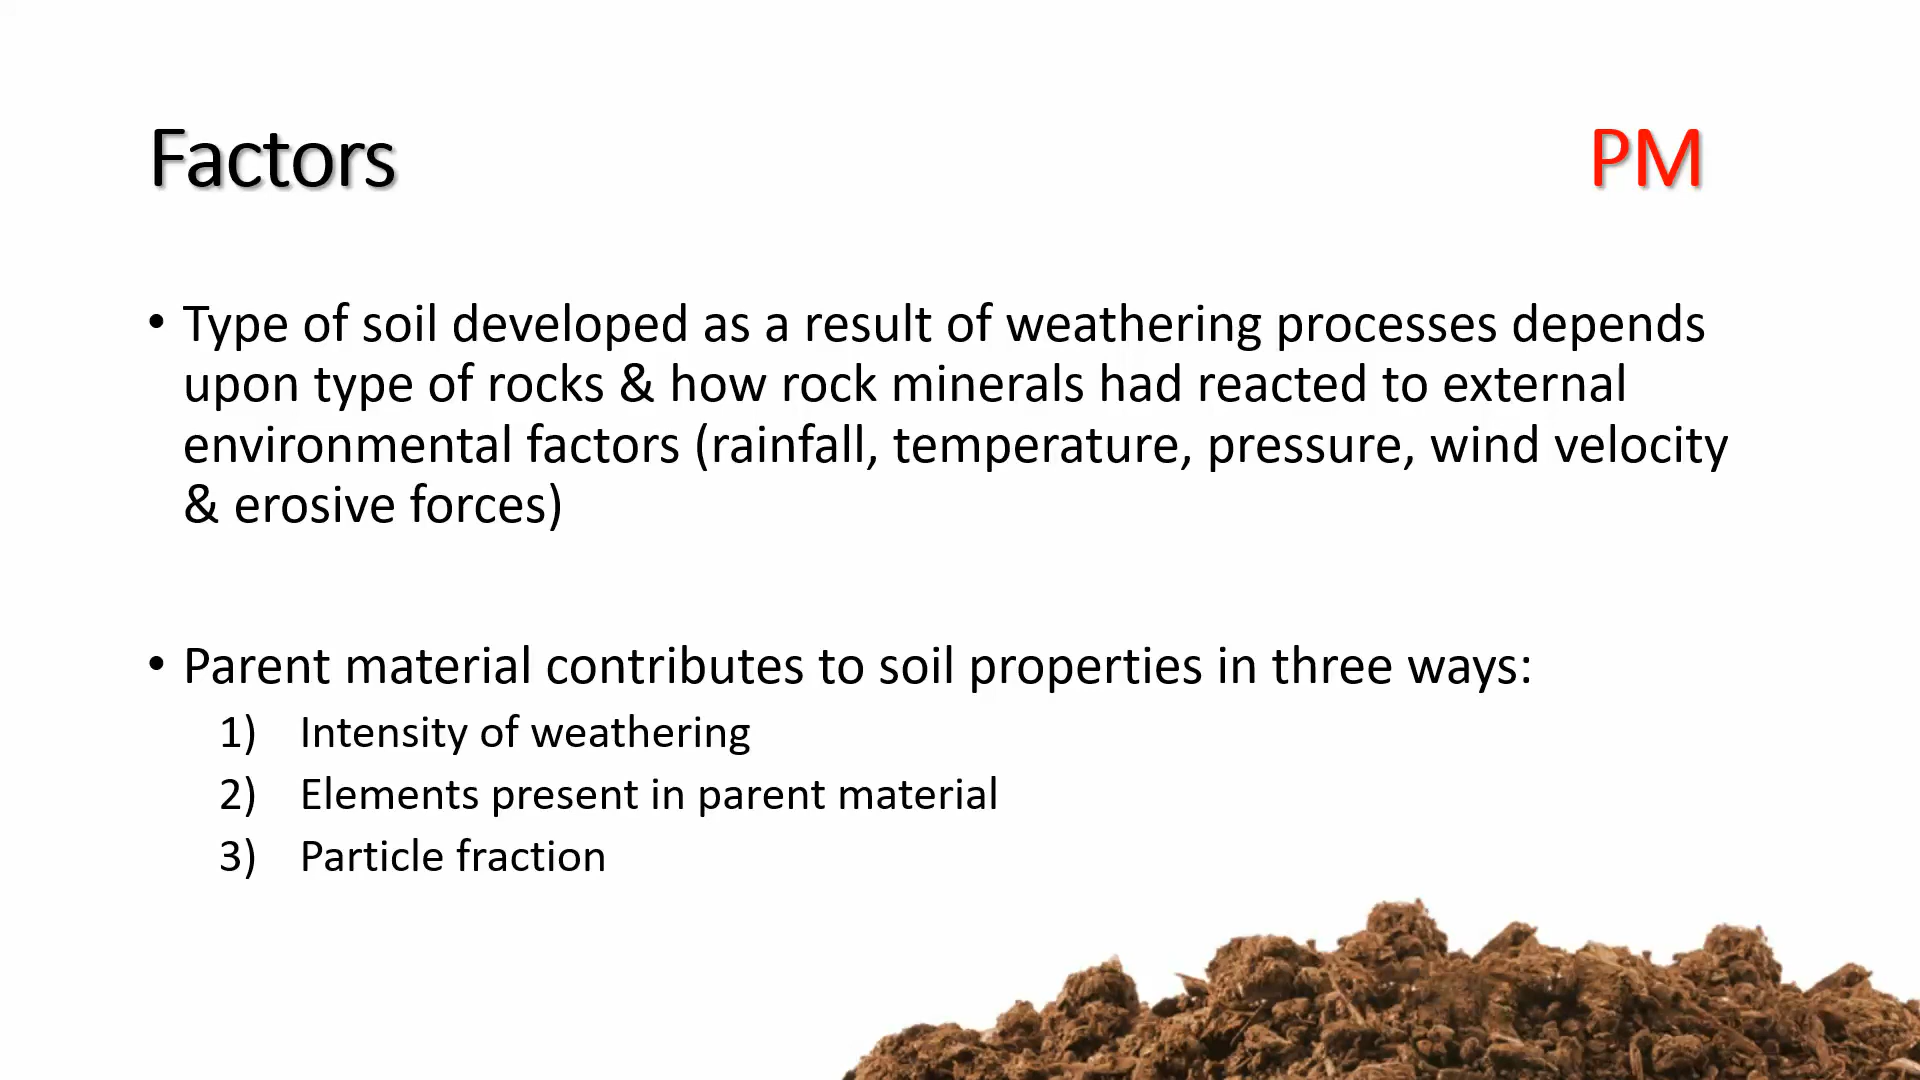 Factors
PM
• Type of soil developed as a result of weathering processes depends
upon type of rocks & how rock minerals had reacted to external
environmental factors (rainfall, temperature, pressure, wind velocity
& erosive forces)
• Parent material contributes to soil properties in three ways:
1) Intensity of weathering
2) Elements present in parent material
3) Particle fraction